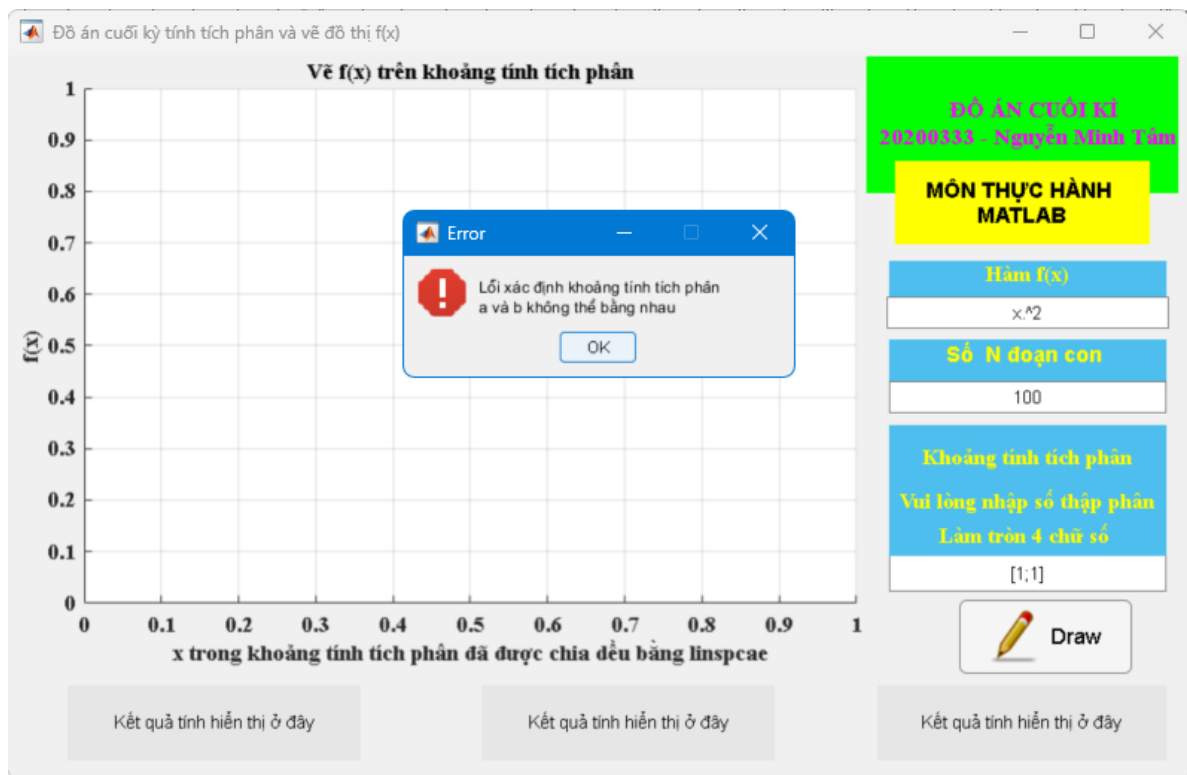 Đồ án cuối kỳ tính tích phân và vẽ đồ thị f(x)
Vẽ f(x) trên khoảng tính tích phân
1
0.9
0.8
0.7
0.6
0.5
0.4
0.3
0.2
0.1
0
f(x)
0 0.1 0.2 0.3 0.4 0.5 0.6 0.7 0.8 0.9 1
x trong khoảng tính tích phân đã được chia đều bằng linspcae
Error
Lỗi xác định khoảng tính tích phân
a và b không thể bằng nhau
OK
ĐỒ ÁN CUỐI KÌ
20200333 - Nguyễn Minh Tâm
MÔN THỰC HÀNH
MATLAB
Hàm f(x)
x.^2
Số N đoạn con
100
Khoảng tính tích phân
Vui lòng nhập số thập phân
Làm tròn 4 chữ số
[1;1]
Draw
Kết quả tính hiển thị ở đây
Kết quả tính hiển thị ở đây
Kết quả tính hiển thị ở đây